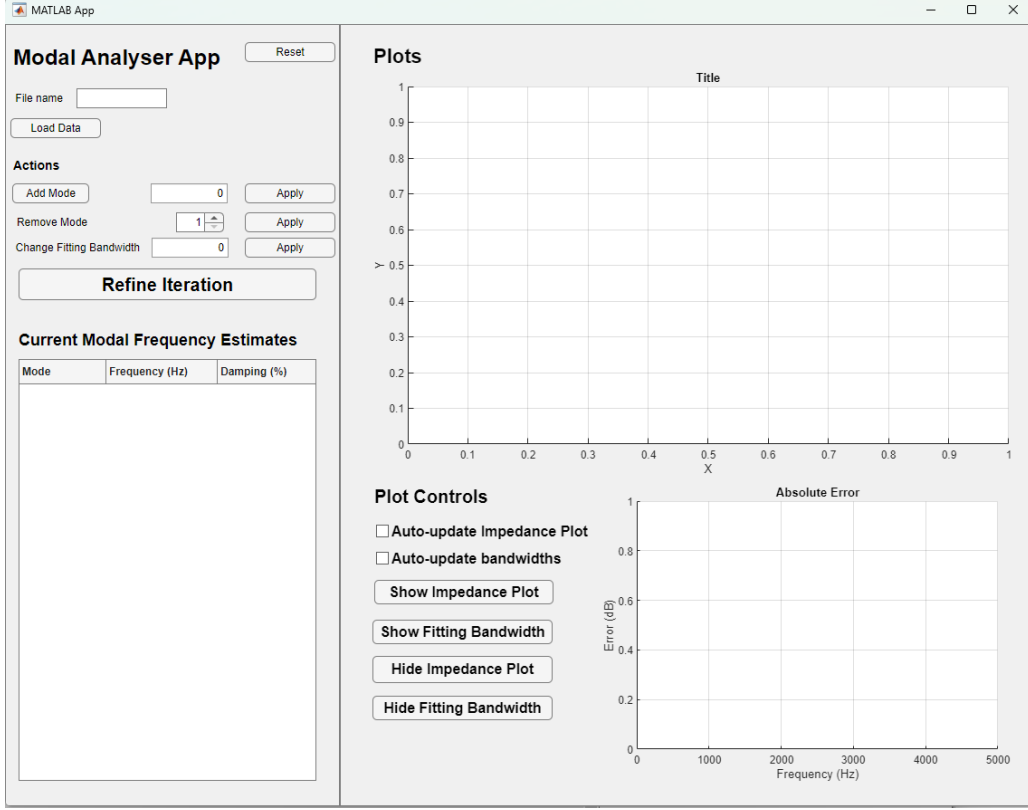 MATLAB App
Modal Analyser App
Reset
File name
Load Data
Actions
Add Mode 0 Apply
Remove Mode 1 Apply
Change Fitting Bandwidth 0 Apply
Refine Iteration
Current Modal Frequency Estimates
Mode Frequency (Hz) Damping (%)
Plots
Title
1
0.9
0.8
0.7
0.6
Y 0.5
0.4
0.3
0.2
0.1
0
0 0.1 0.2 0.3 0.4 0.5 0.6 0.7 0.8 0.9 1
X
Plot Controls
Auto-update Impedance Plot
Auto-update bandwidths
Show Impedance Plot
Show Fitting Bandwidth
Hide Impedance Plot
Hide Fitting Bandwidth
Absolute Error
1
0.8
0.6
0.4
0.2
0
Error (dB)
0 1000 2000 3000 4000 5000
Frequency (Hz)